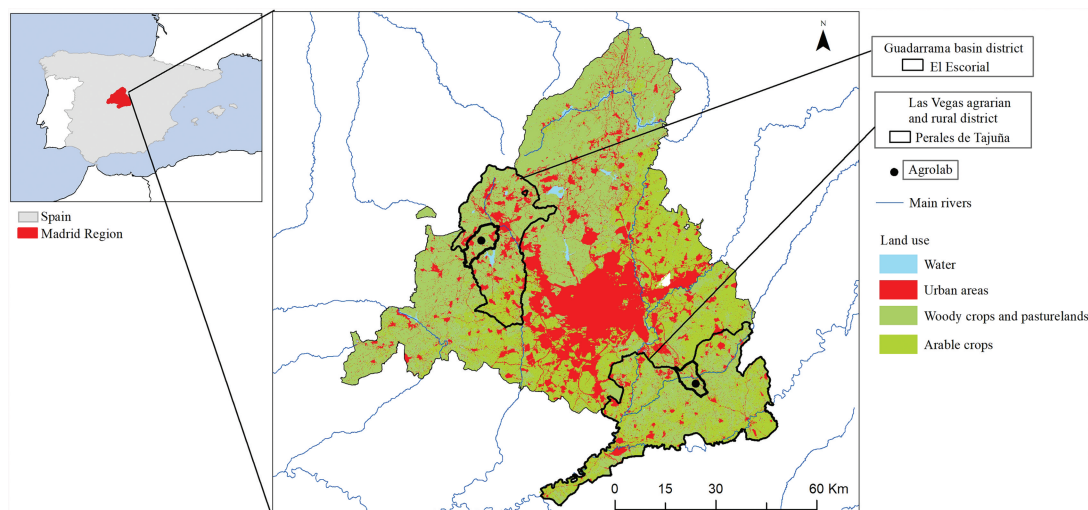 Spain
Madrid Region
N
Guadarrama basin district
El Escorial
Las Vegas agrarian
and rural district
Perales de Tajuña
Agrolab
Main rivers
Land use
Water
Urban areas
Woody crops and pasturelands
Arable crops
0 15 30 60 Km